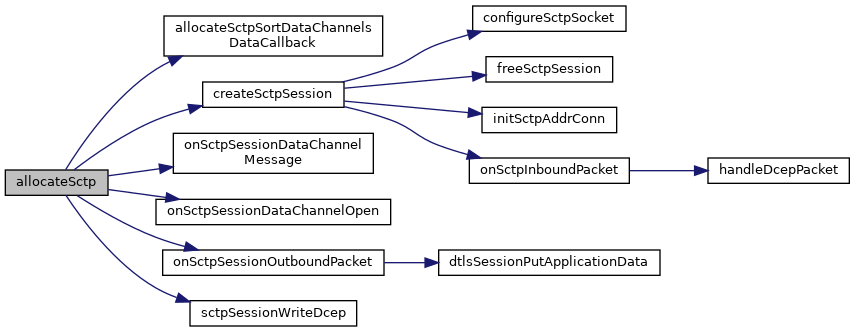 allocateSctp
allocateSctpSortDataChannels
DataCallback
createSctpSession
onSctpSessionDataChannel
Message
onSctpSessionDataChannelOpen
onSctpSessionOutboundPacket
sctpSessionWriteDcep
configureSctpSocket
freeSctpSession
initSctpAddrConn
onSctpInboundPacket
dtlsSessionPutApplicationData
handleDcepPacket